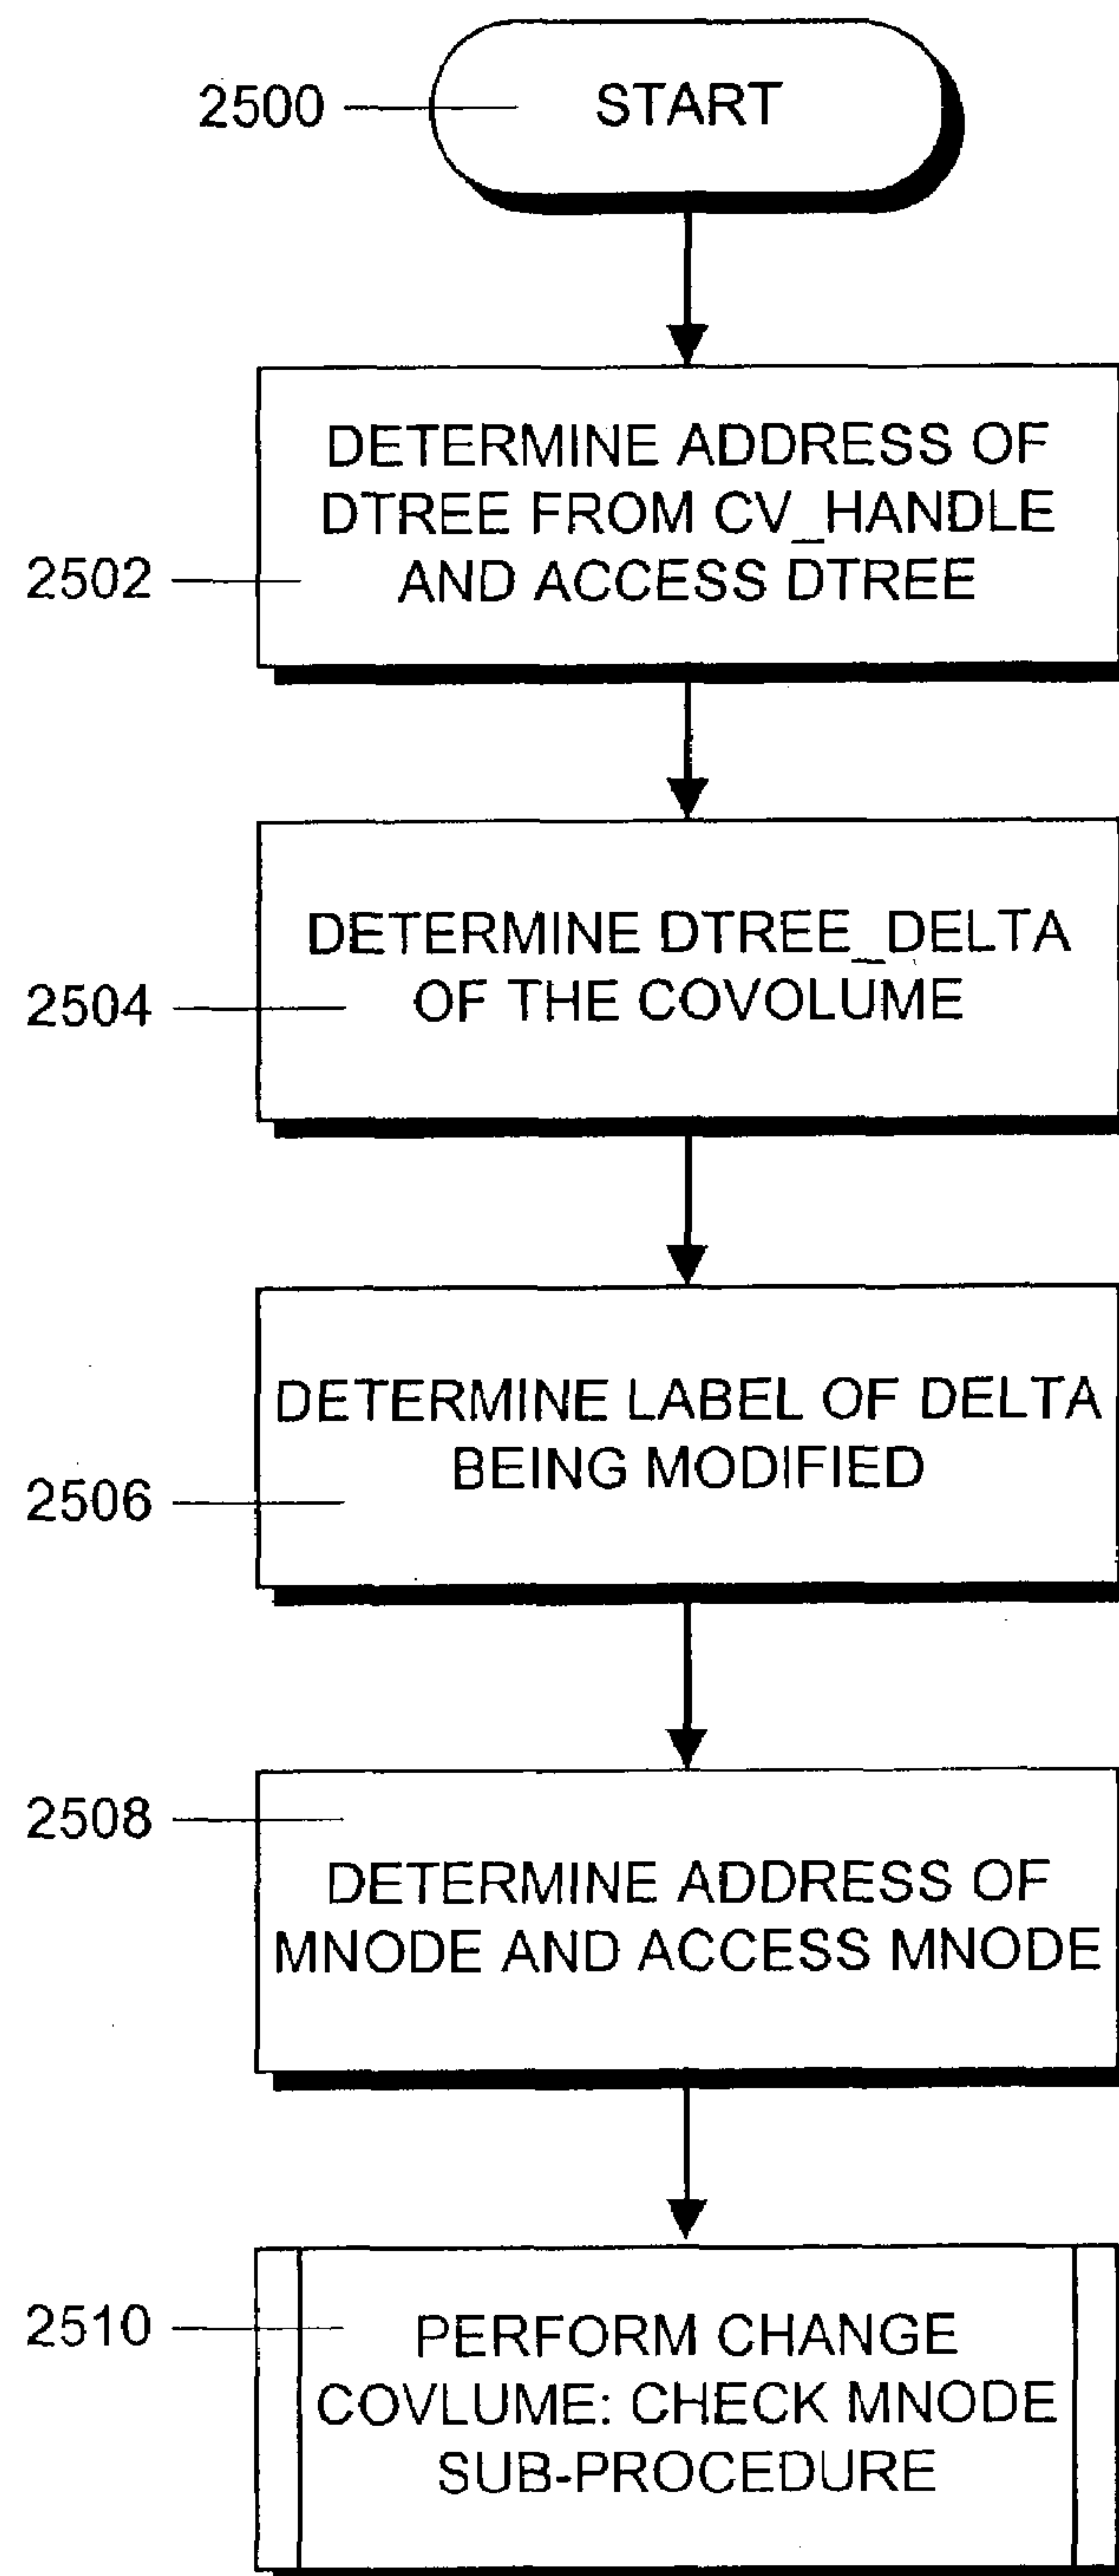 2500
START
2502
DETERMINE ADDRESS OF
DTREE FROM CV_HANDLE
AND ACCESS DTREE
2504
DETERMINE DTREE_DELTA
OF THE COVOLUME
2506
DETERMINE LABEL OF DELTA
BEING MODIFIED
2508
DETERMINE ADDRESS OF
MNODE AND ACCESS MNODE
2510
PERFORM CHANGE
COVLUME: CHECK MNODE
SUB-PROCEDURE